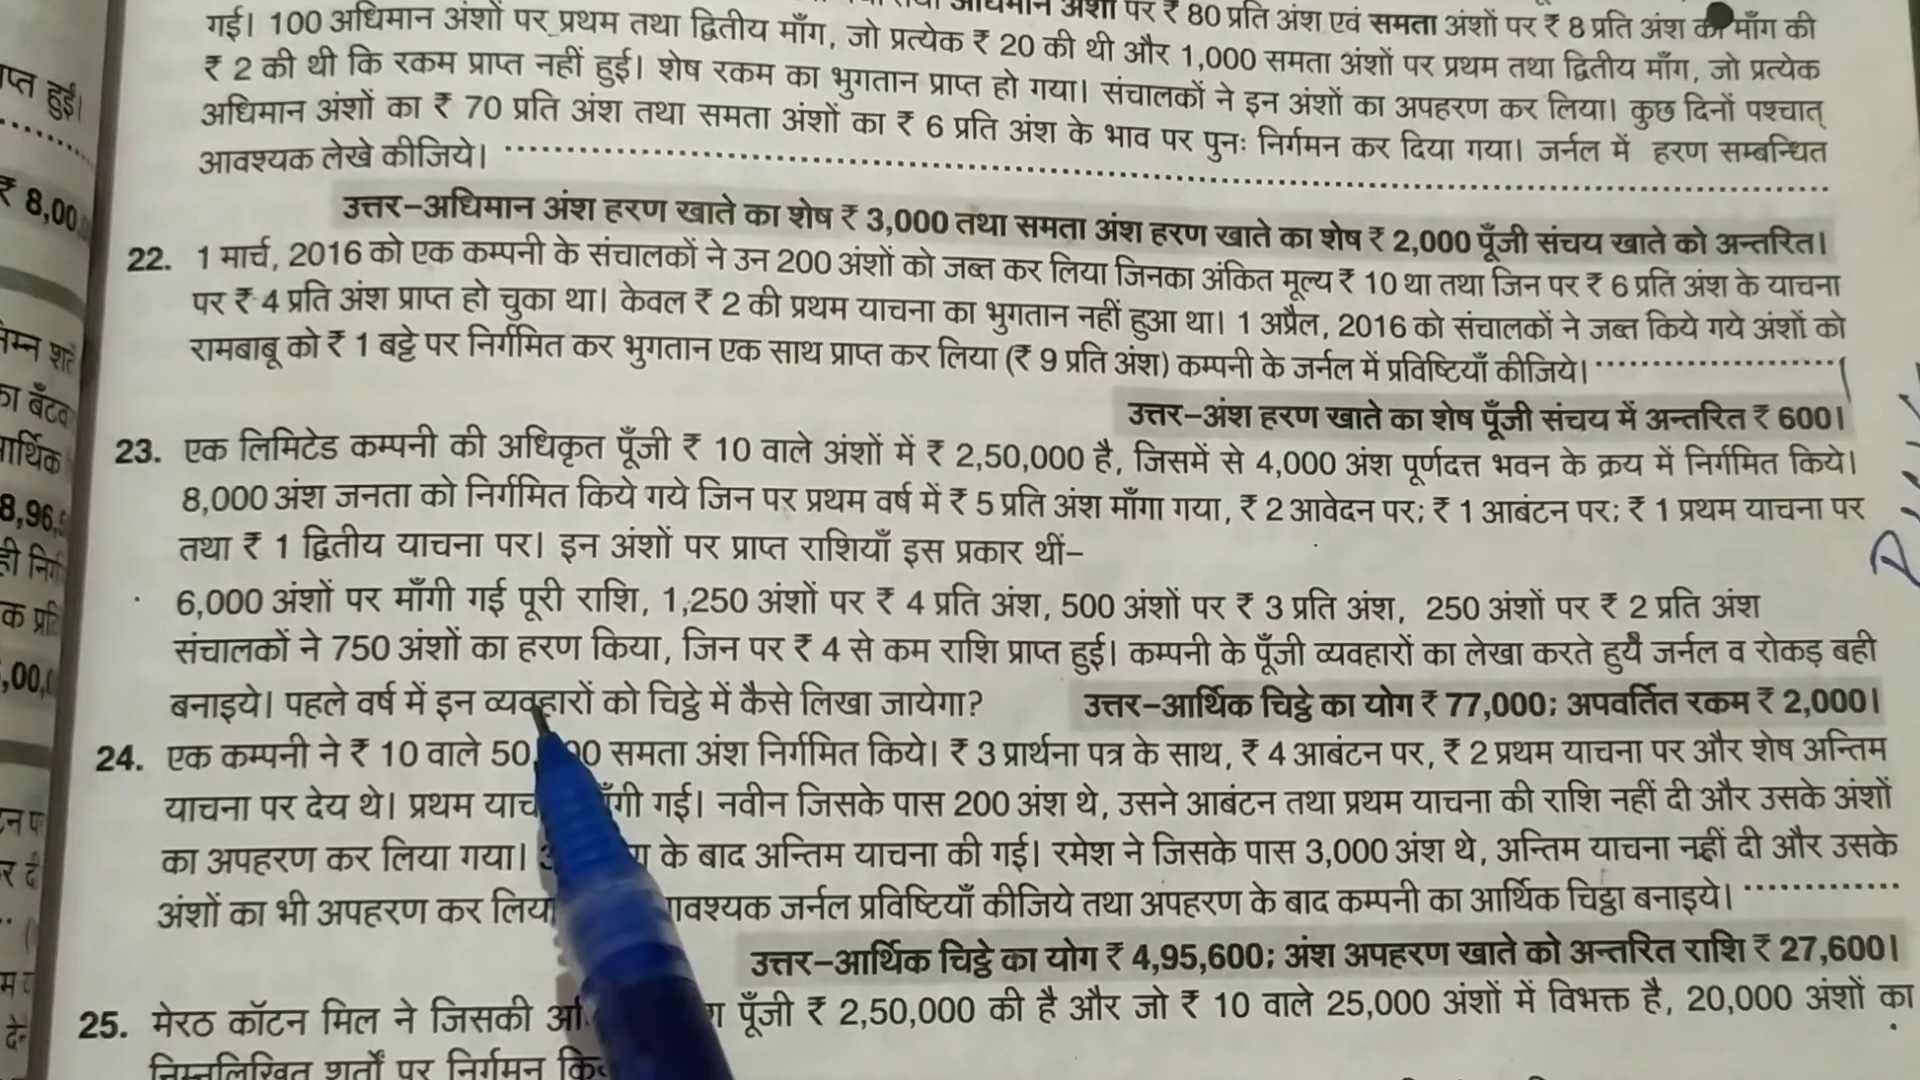 अधिमान अंशों पर ₹ 80 प्रति अंश एवं समता अंशों पर ₹ 8 प्रति अंश की माँग की
गई। 100 अधिमान अंशों पर प्रथम तथा द्वितीय माँग, जो प्रत्येक ₹ 20 की थी और 1,000 समता अंशों पर प्रथम तथा द्वितीय माँग, जो प्रत्येक
₹ 2 की थी कि रकम प्राप्त नहीं हुई। शेष रकम का भुगतान प्राप्त हो गया। संचालकों ने इन अंशों का अपहरण कर लिया। कुछ दिनों पश्चात्
अधिमान अंशों का ₹ 70 प्रति अंश तथा समता अंशों का ₹ 6 प्रति अंश के भाव पर पुनः निर्गमन कर दिया गया। जर्नल में हरण सम्बन्धित
आवश्यक लेखे कीजिये।
उत्तर–अधिमान अंश हरण खाते का शेष ₹ 3,000 तथा समता अंश हरण खाते का शेष ₹ 2,000 पूँजी संचय खाते को अन्तरित।
22. 1 मार्च, 2016 को एक कम्पनी के संचालकों ने उन 200 अंशों को जब्त कर लिया जिनका अंकित मूल्य ₹ 10 था तथा जिन पर ₹ 6 प्रति अंश के याचना
पर ₹ 4 प्रति अंश प्राप्त हो चुका था। केवल ₹ 2 की प्रथम याचना का भुगतान नहीं हुआ था। 1 अप्रैल, 2016 को संचालकों ने जब्त किये गये अंशों को
रामबाबू को ₹ 1 बट्टे पर निर्गमित कर भुगतान एक साथ प्राप्त कर लिया (₹ 9 प्रति अंश) कम्पनी के जर्नल में प्रविष्टियाँ कीजिये।
उत्तर–अंश हरण खाते का शेष पूँजी संचय में अन्तरित ₹ 600।
23. एक लिमिटेड कम्पनी की अधिकृत पूँजी ₹ 10 वाले अंशों में ₹ 2,50,000 है, जिसमें से 4,000 अंश पूर्णदत्त भवन के क्रय में निर्गमित किये।
8,000 अंश जनता को निर्गमित किये गये जिन पर प्रथम वर्ष में ₹ 5 प्रति अंश माँगा गया, ₹ 2 आवेदन पर; ₹ 1 आबंटन पर; ₹ 1 प्रथम याचना पर
तथा ₹ 1 द्वितीय याचना पर। इन अंशों पर प्राप्त राशियाँ इस प्रकार थीं–
6,000 अंशों पर माँगी गई पूरी राशि, 1,250 अंशों पर ₹ 4 प्रति अंश, 500 अंशों पर ₹ 3 प्रति अंश, 250 अंशों पर ₹ 2 प्रति अंश
संचालकों ने 750 अंशों का हरण किया, जिन पर ₹ 4 से कम राशि प्राप्त हुई। कम्पनी के पूँजी व्यवहारों का लेखा करते हुये जर्नल व रोकड़ बही
बनाइये। पहले वर्ष में इन व्यवहारों को चिट्ठे में कैसे लिखा जायेगा? उत्तर–आर्थिक चिट्ठे का योग ₹ 77,000; अपवर्तित रकम ₹ 2,000।
24. एक कम्पनी ने ₹ 10 वाले समता अंश निर्गमित किये। ₹ 3 प्रार्थना पत्र के साथ, ₹ 4 आबंटन पर, ₹ 2 प्रथम याचना पर और शेष अन्तिम
याचना पर देय थे। प्रथम गई। नवीन जिसके पास 200 अंश थे, उसने आबंटन तथा प्रथम याचना की राशि नहीं दी और उसके अंशों
का अपहरण कर लिया गया। के बाद अन्तिम याचना की गई। रमेश ने जिसके पास 3,000 अंश थे, अन्तिम याचना नहीं दी और उसके
अंशों का भी अपहरण कर जर्नल प्रविष्टियाँ कीजिये तथा अपहरण के बाद कम्पनी का आर्थिक चिट्ठा बनाइये।
उत्तर–आर्थिक चिट्ठे का योग ₹ 4,95,600; अंश अपहरण खाते को अन्तरित राशि ₹ 27,600।
25. मेरठ कॉटन मिल ने जिसकी पूँजी ₹ 2,50,000 की है और जो ₹ 10 वाले 25,000 अंशों में विभक्त है, 20,000 अंशों का
निम्नलिखित शर्तों पर निर्गमन